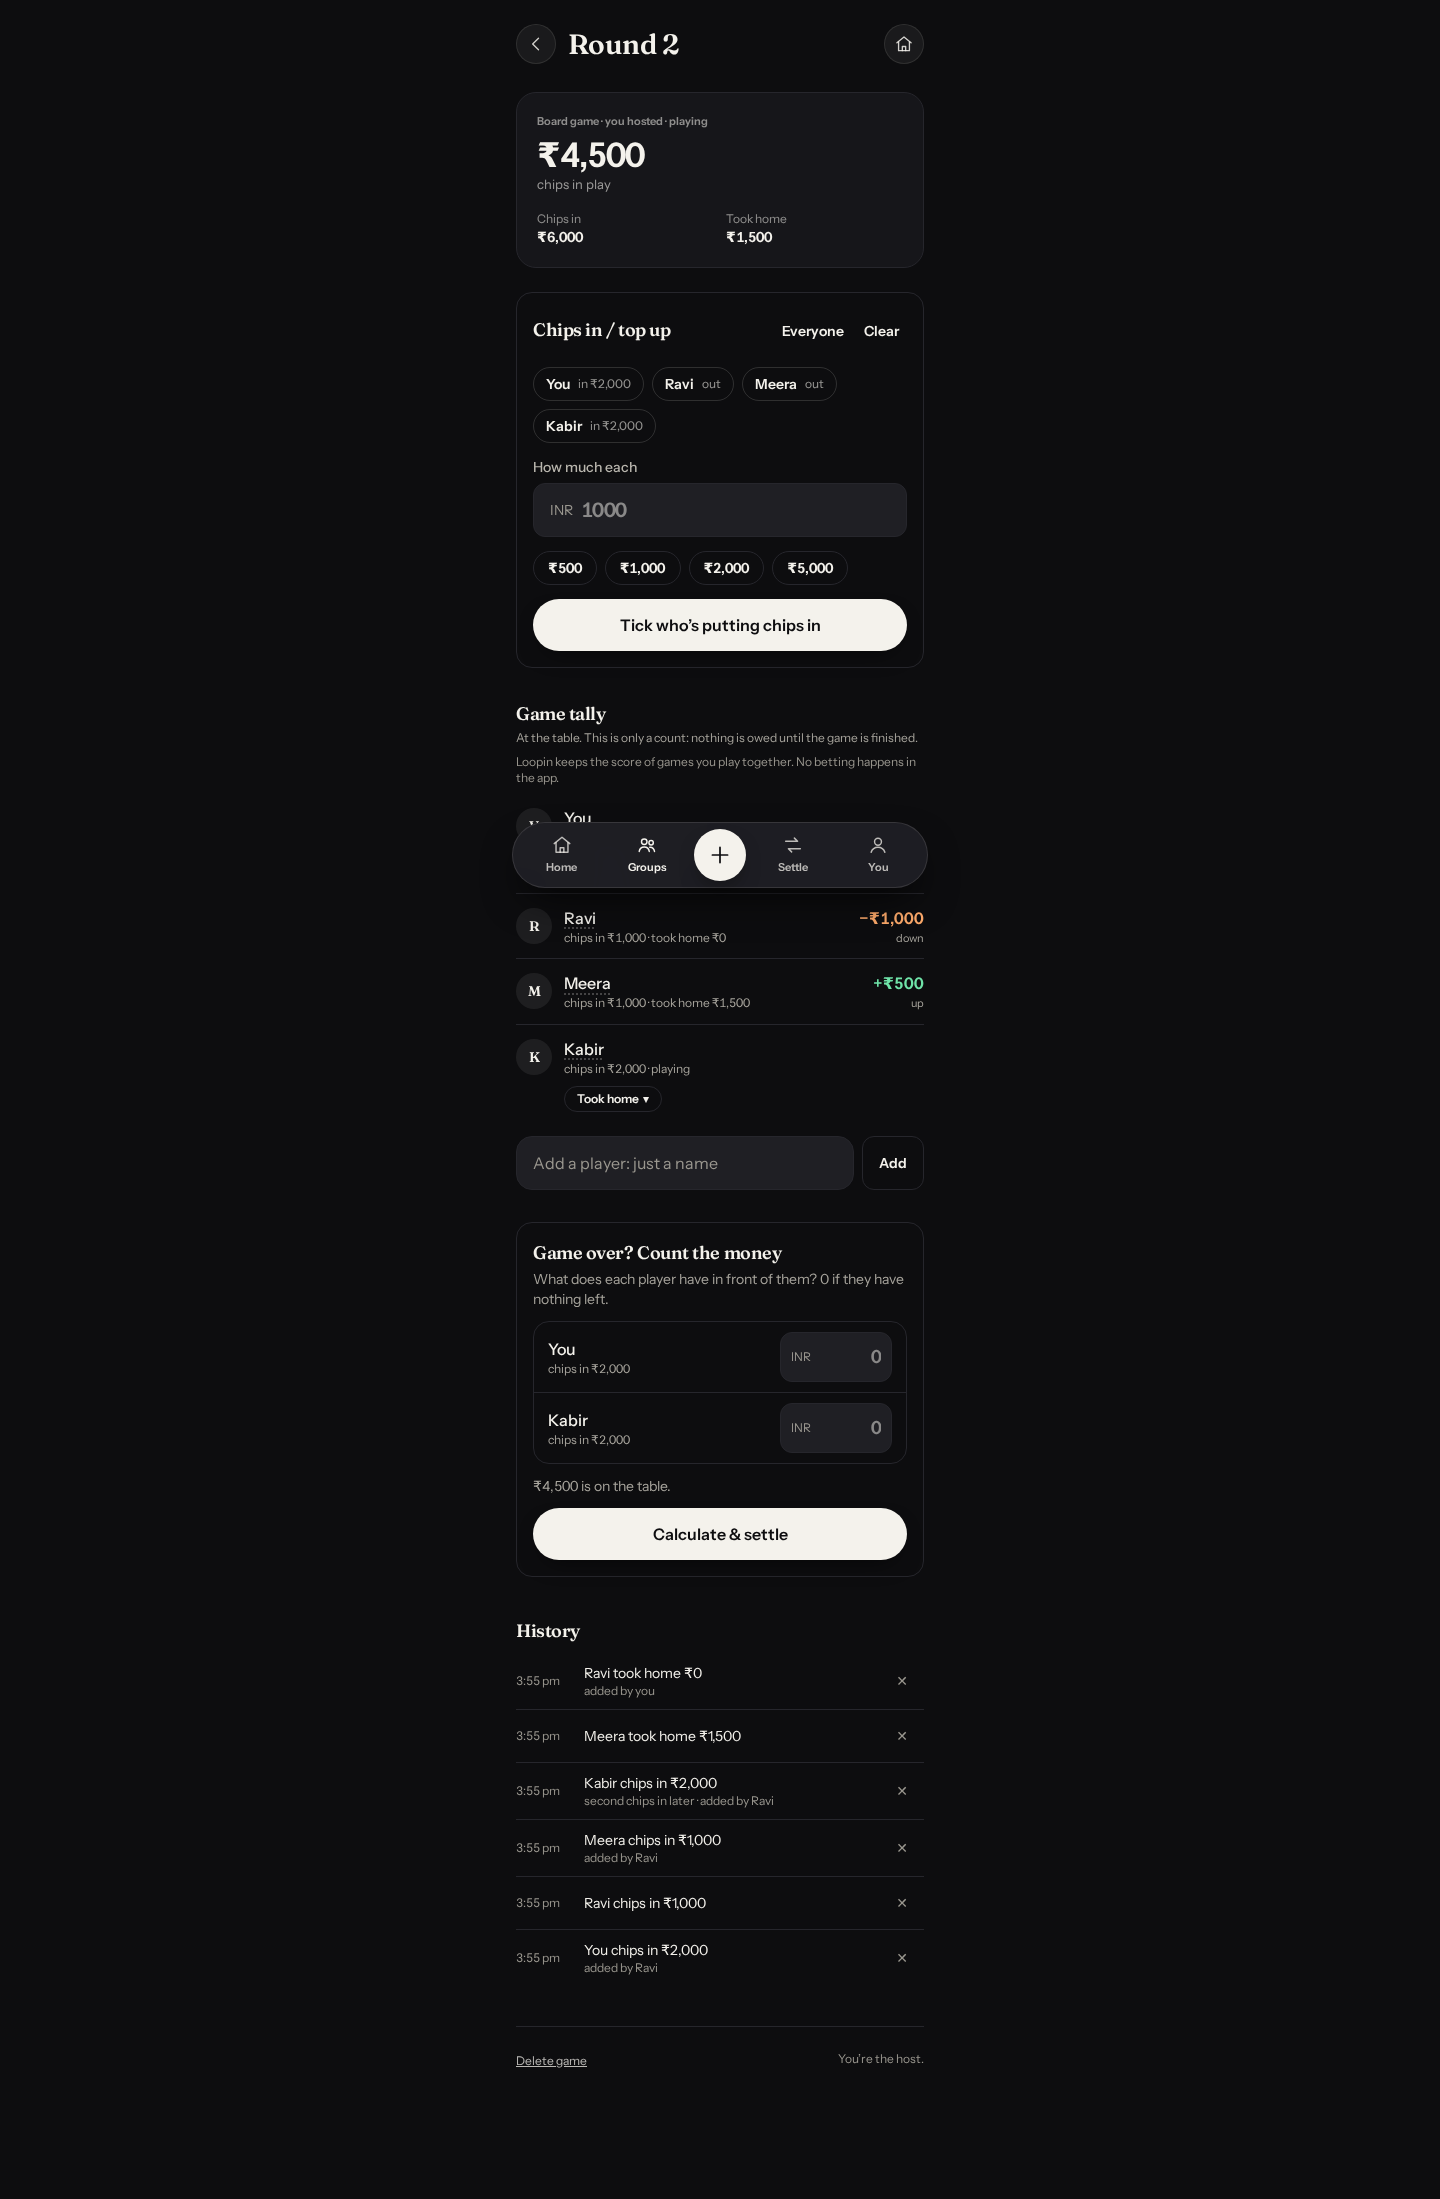 Round 2
Board game · you hosted · playing
₹4,500
chips in play
Chips in
Took home
₹6,000
₹1,500
Chips in / top up
Everyone
Clear
You in ₹2,000
Ravi out
Meera out
Kabir in ₹2,000
How much each
INR 1000
₹500
₹1,000
₹2,000
₹5,000
Tick who’s putting chips in
Game tally
At the table. This is only a count: nothing is owed until the game is finished.
Loopin keeps the score of games you play together. No betting happens in
the app.
You
Home
Groups
Settle
You
R
Ravi
−₹1,000
chips in ₹1,000 · took home ₹0
down
M
Meera
+₹500
chips in ₹1,000 · took home ₹1,500
up
K
Kabir
chips in ₹2,000 · playing
Took home ▾
Add a player: just a name
Add
Game over? Count the money
What does each player have in front of them? 0 if they have
nothing left.
You
chips in ₹2,000
INR 0
Kabir
chips in ₹2,000
INR 0
₹4,500 is on the table.
Calculate & settle
History
3:55 pm
Ravi took home ₹0
added by you
×
3:55 pm
Meera took home ₹1,500
×
3:55 pm
Kabir chips in ₹2,000
second chips in later · added by Ravi
×
3:55 pm
Meera chips in ₹1,000
added by Ravi
×
3:55 pm
Ravi chips in ₹1,000
×
3:55 pm
You chips in ₹2,000
added by Ravi
×
Delete game
You’re the host.